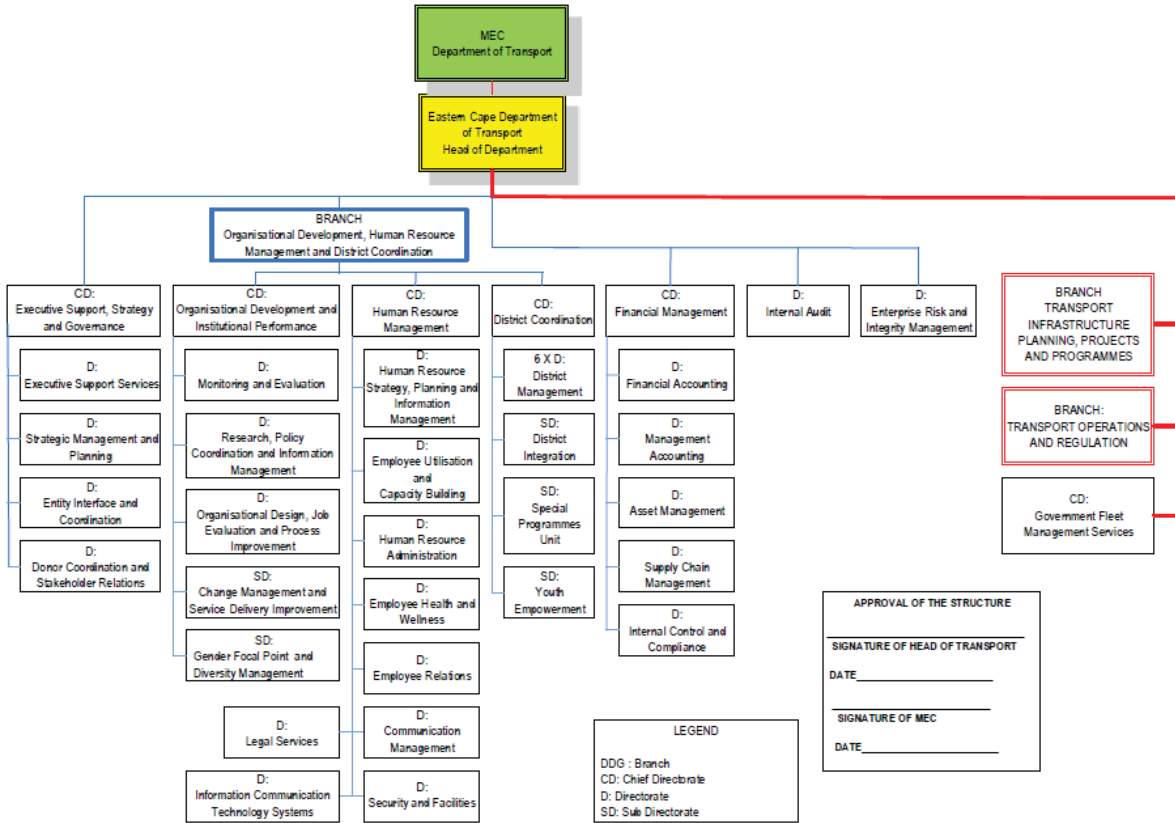 MEC
Department of Transport
Eastern Cape Department
of Transport
Head of Department
BRANCH
Organisational Development, Human Resource
Management and District Coordination
CD:
Executive Support, Strategy
and Governance
CD:
Organisational Development and
Institutional Performance
CD:
Human Resource
Management
CD:
District Coordination
CD:
Financial Management
D:
Internal Audit
D:
Enterprise Risk and
Integrity Management
BRANCH
TRANSPORT
INFRASTRUCTURE
PLANNING, PROJECTS
AND PROGRAMMES
D:
Executive Support Services
D:
Monitoring and Evaluation
D:
Human Resource
Strategy, Planning and
Information
Management
6 X D:
District
Management
D:
Financial Accounting
D:
Strategic Management and
Planning
D:
Research, Policy
Coordination and Information
Management
D:
Employee Utilisation
and
Capacity Building
SD:
District
Integration
D:
Management
Accounting
BRANCH:
TRANSPORT OPERATIONS
AND REGULATION
D:
Entity Interface and
Coordination
D:
Organisational Design, Job
Evaluation and Process
Improvement
D:
Human Resource
Administration
SD:
Special
Programmes
Unit
D:
Asset Management
CD:
Government Fleet
Management Services
D:
Donor Coordination and
Stakeholder Relations
SD:
Change Management and
Service Delivery Improvement
D:
Employee Health and
Wellness
SD:
Youth
Empowerment
D:
Supply Chain
Management
SD:
Gender Focal Point and
Diversity Management
D:
Employee Relations
D:
Internal Control and
Compliance
D:
Legal Services
D:
Communication
Management
D:
Information Communication
Technology Systems
D:
Security and Facilities
LEGEND
DDG : Branch
CD: Chief Directorate
D: Directorate
SD: Sub Directorate
APPROVAL OF THE STRUCTURE
SIGNATURE OF HEAD OF TRANSPORT
DATE
SIGNATURE OF MEC
DATE